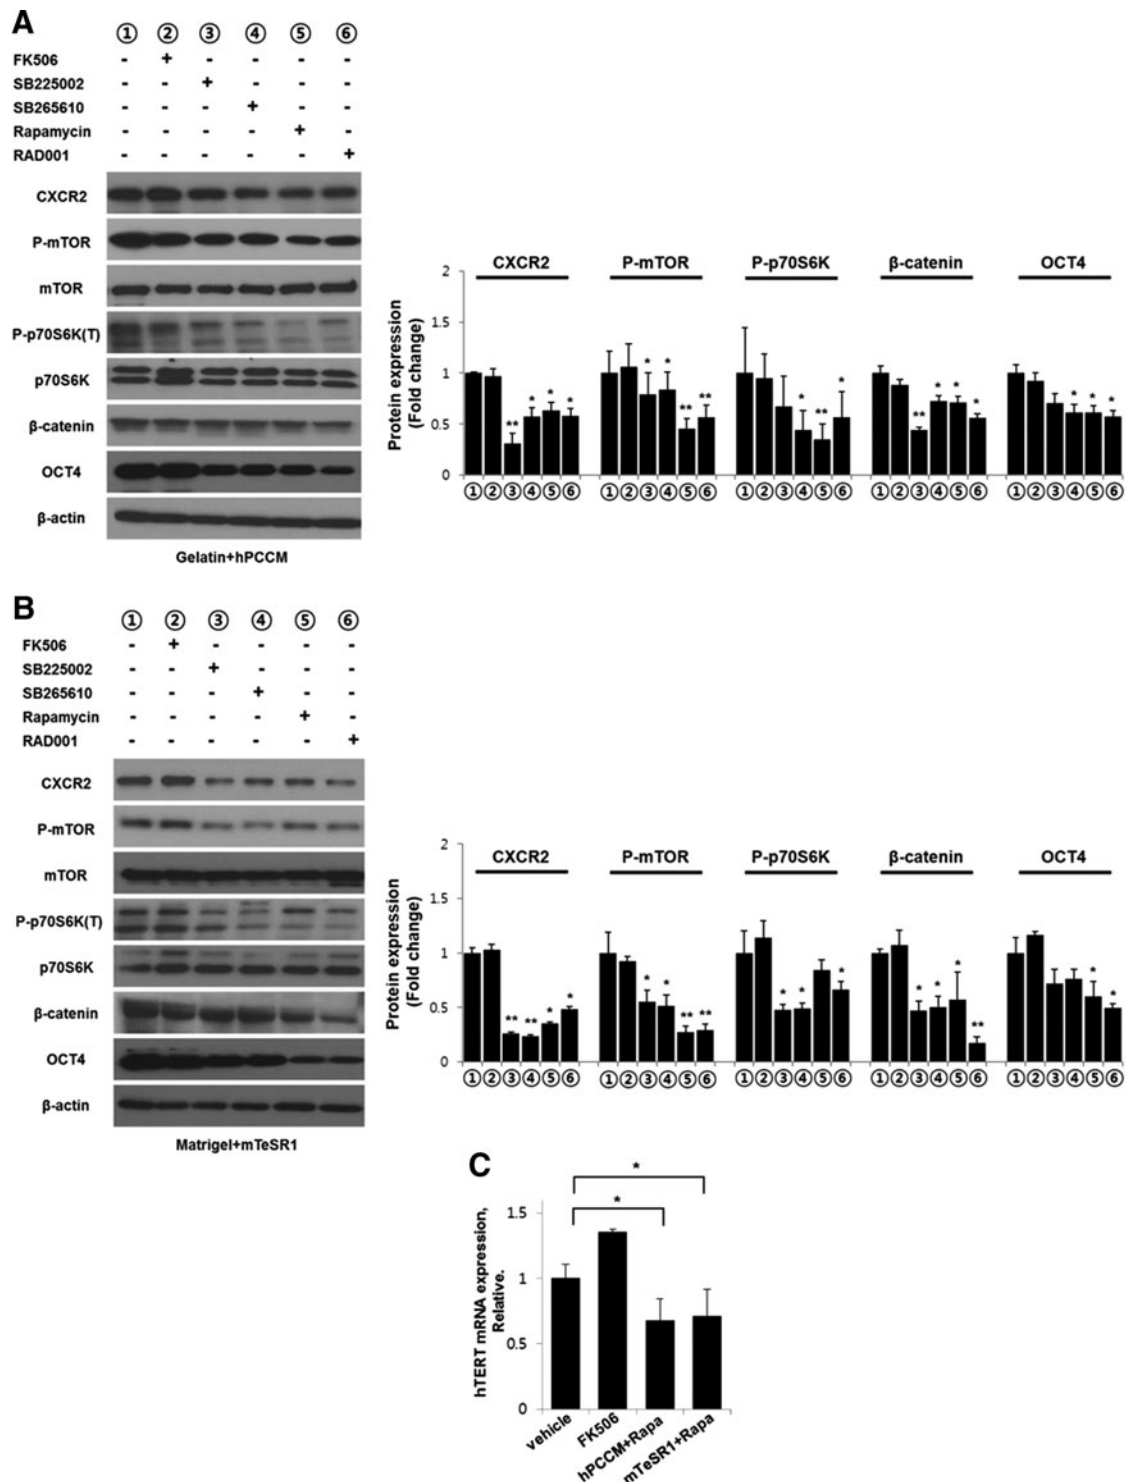 A
① ② ③ ④ ⑤ ⑥
FK506 - + - - - -
SB225002 - - + - - -
SB265610 - - - + - -
Rapamycin - - - - + -
RAD001 - - - - - +
CXCR2
P-mTOR
mTOR
P-p70S6K(T)
p70S6K
β-catenin
OCT4
β-actin
Gelatin+hPCCM
Protein expression
(Fold change)
2
1.5
1
0.5
0
CXCR2 P-mTOR P-p70S6K β-catenin OCT4
** * * * * * ** ** * ** * ** * * * * * *
①②③④⑤⑥ ①②③④⑤⑥ ①②③④⑤⑥ ①②③④⑤⑥ ①②③④⑤⑥
B
① ② ③ ④ ⑤ ⑥
FK506 - + - - - -
SB225002 - - + - - -
SB265610 - - - + - -
Rapamycin - - - - + -
RAD001 - - - - - +
CXCR2
P-mTOR
mTOR
P-p70S6K(T)
p70S6K
β-catenin
OCT4
β-actin
Matrigel+mTeSR1
Protein expression
(Fold change)
2
1.5
1
0.5
0
CXCR2 P-mTOR P-p70S6K β-catenin OCT4
** ** * * * * ** ** * * * * * * ** * *
①②③④⑤⑥ ①②③④⑤⑥ ①②③④⑤⑥ ①②③④⑤⑥ ①②③④⑤⑥
C
*
*
hTERT mRNA expression,
Relative.
1.5
1
0.5
0
vehicle
FK506
hPCCM+Rapa
mTeSR1+Rapa